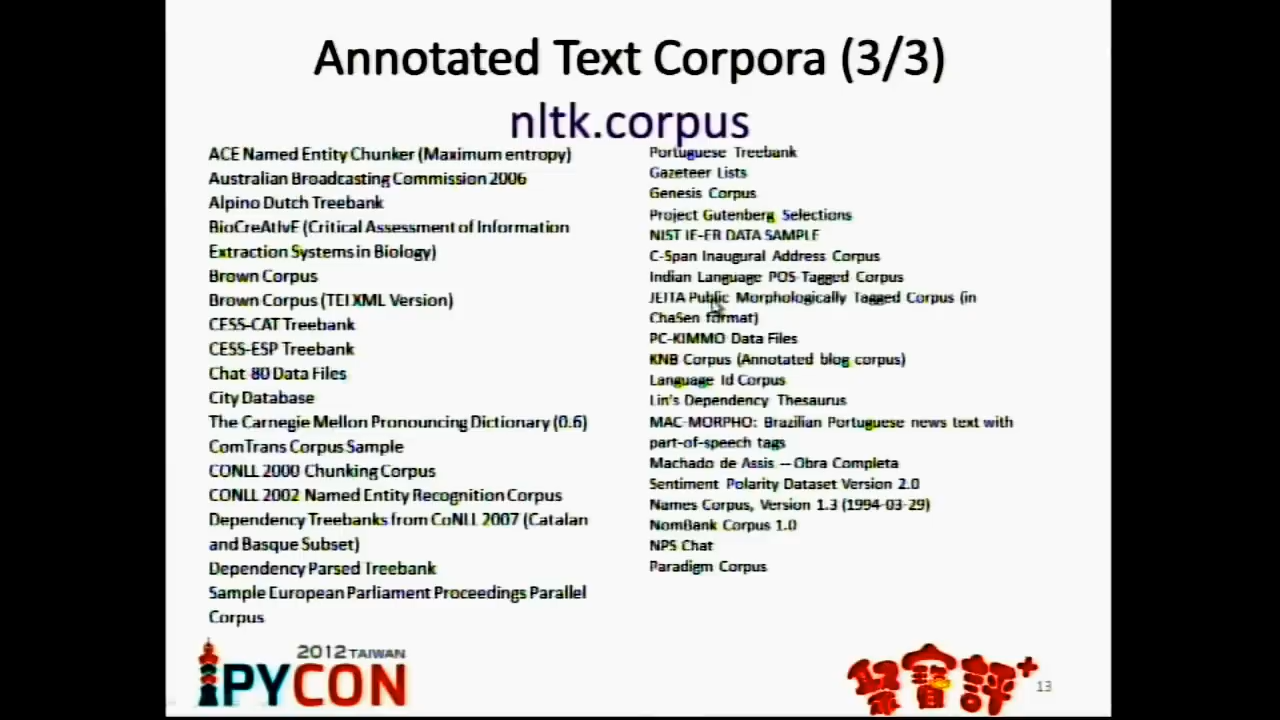 Annotated Text Corpora (3/3)
nltk.corpus
ACE Named Entity Chunker (Maximum entropy)
Australian Broadcasting Commission 2006
Alpino Dutch Treebank
BioCreAtIvE (Critical Assessment of Information
Extraction Systems in Biology)
Brown Corpus
Brown Corpus (TEI XML Version)
CESS-CAT Treebank
CESS-ESP Treebank
Chat-80 Data Files
City Database
The Carnegie Mellon Pronouncing Dictionary (0.6)
ComTrans Corpus Sample
CONLL 2000 Chunking Corpus
CONLL 2002 Named Entity Recognition Corpus
Dependency Treebanks from CoNLL 2007 (Catalan
and Basque Subset)
Dependency Parsed Treebank
Sample European Parliament Proceedings Parallel
Corpus
Portuguese Treebank
Gazeteer Lists
Genesis Corpus
Project Gutenberg Selections
NIST IE-ER DATA SAMPLE
C-Span Inaugural Address Corpus
Indian Language POS-Tagged Corpus
JEITA Public Morphologically Tagged Corpus (in
ChaSen format)
PC-KIMMO Data Files
KNB Corpus (Annotated blog corpus)
Language Id Corpus
Lin's Dependency Thesaurus
MAC-MORPHO: Brazilian Portuguese news text with
part-of-speech tags
Machado de Assis -- Obra Completa
Sentiment Polarity Dataset Version 2.0
Names Corpus, Version 1.3 (1994-03-29)
NomBank Corpus 1.0
NPS Chat
Paradigm Corpus
2012 TAIWAN
PYCON
聚寶評+
13